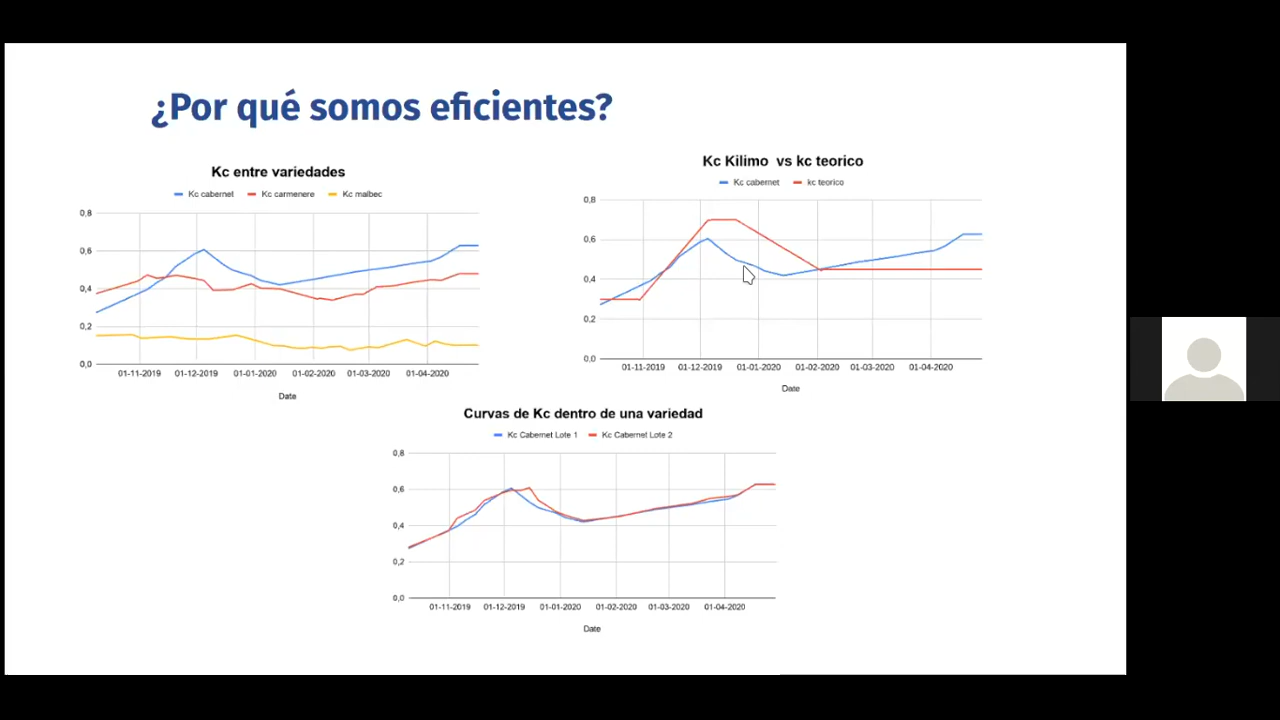 ¿Por qué somos eficientes?
Kc entre variedades
Kc cabernet Kc carmenere Kc malbec
0,8
0,6
0,4
0,2
0,0
01-11-2019 01-12-2019 01-01-2020 01-02-2020 01-03-2020 01-04-2020
Date
Kc Kilimo vs kc teorico
Kc cabernet kc teorico
0,8
0,6
0,4
0,2
0,0
01-11-2019 01-12-2019 01-01-2020 01-02-2020 01-03-2020 01-04-2020
Date
Curvas de Kc dentro de una variedad
Kc Cabernet Lote 1 Kc Cabernet Lote 2
0,8
0,6
0,4
0,2
0,0
01-11-2019 01-12-2019 01-01-2020 01-02-2020 01-03-2020 01-04-2020
Date